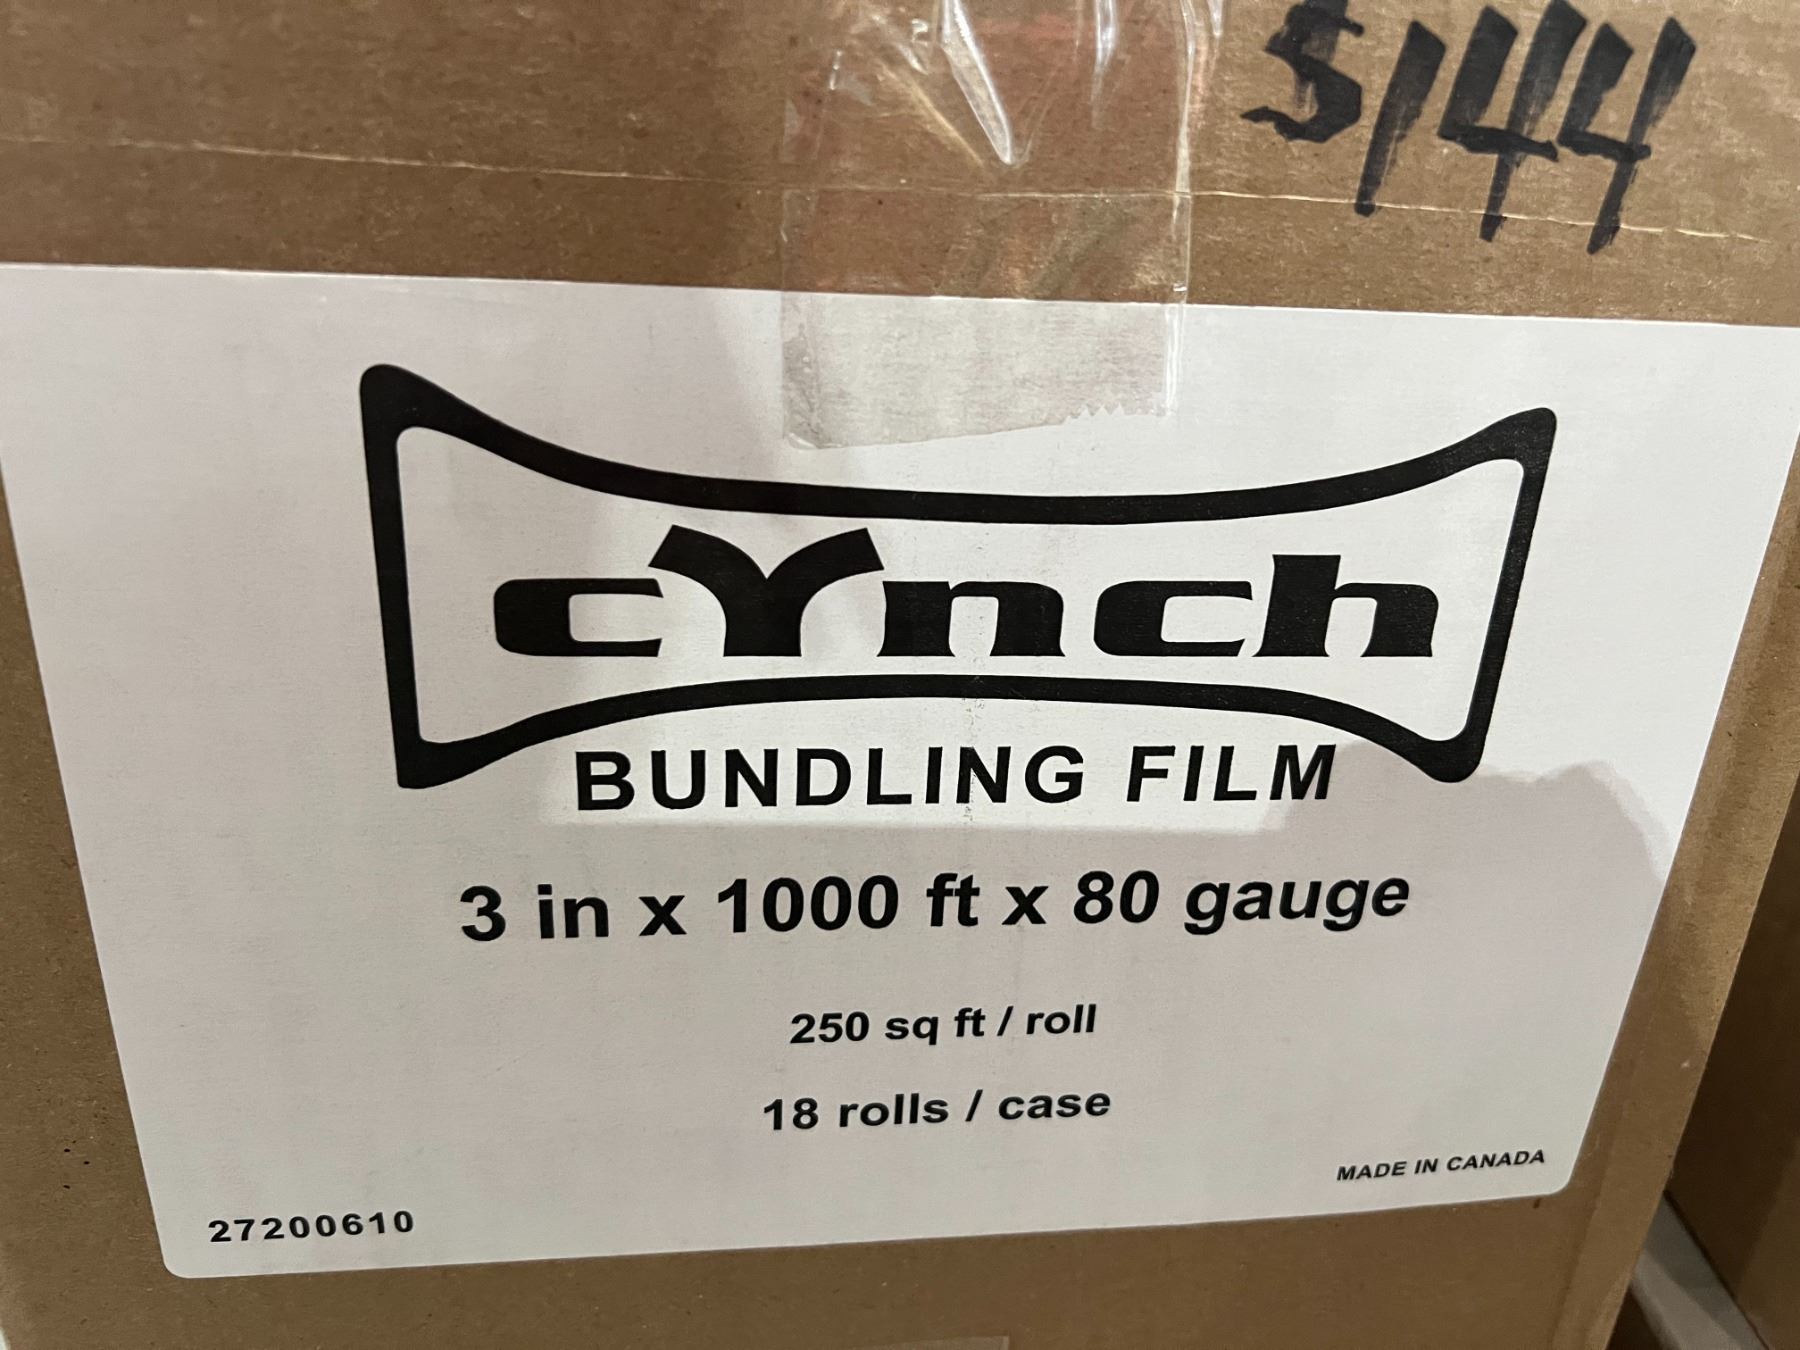 $144
cYnch
BUNDLING FILM
3 in x 1000 ft x 80 gauge
250 sq ft / roll
18 rolls / case
MADE IN CANADA
27200610